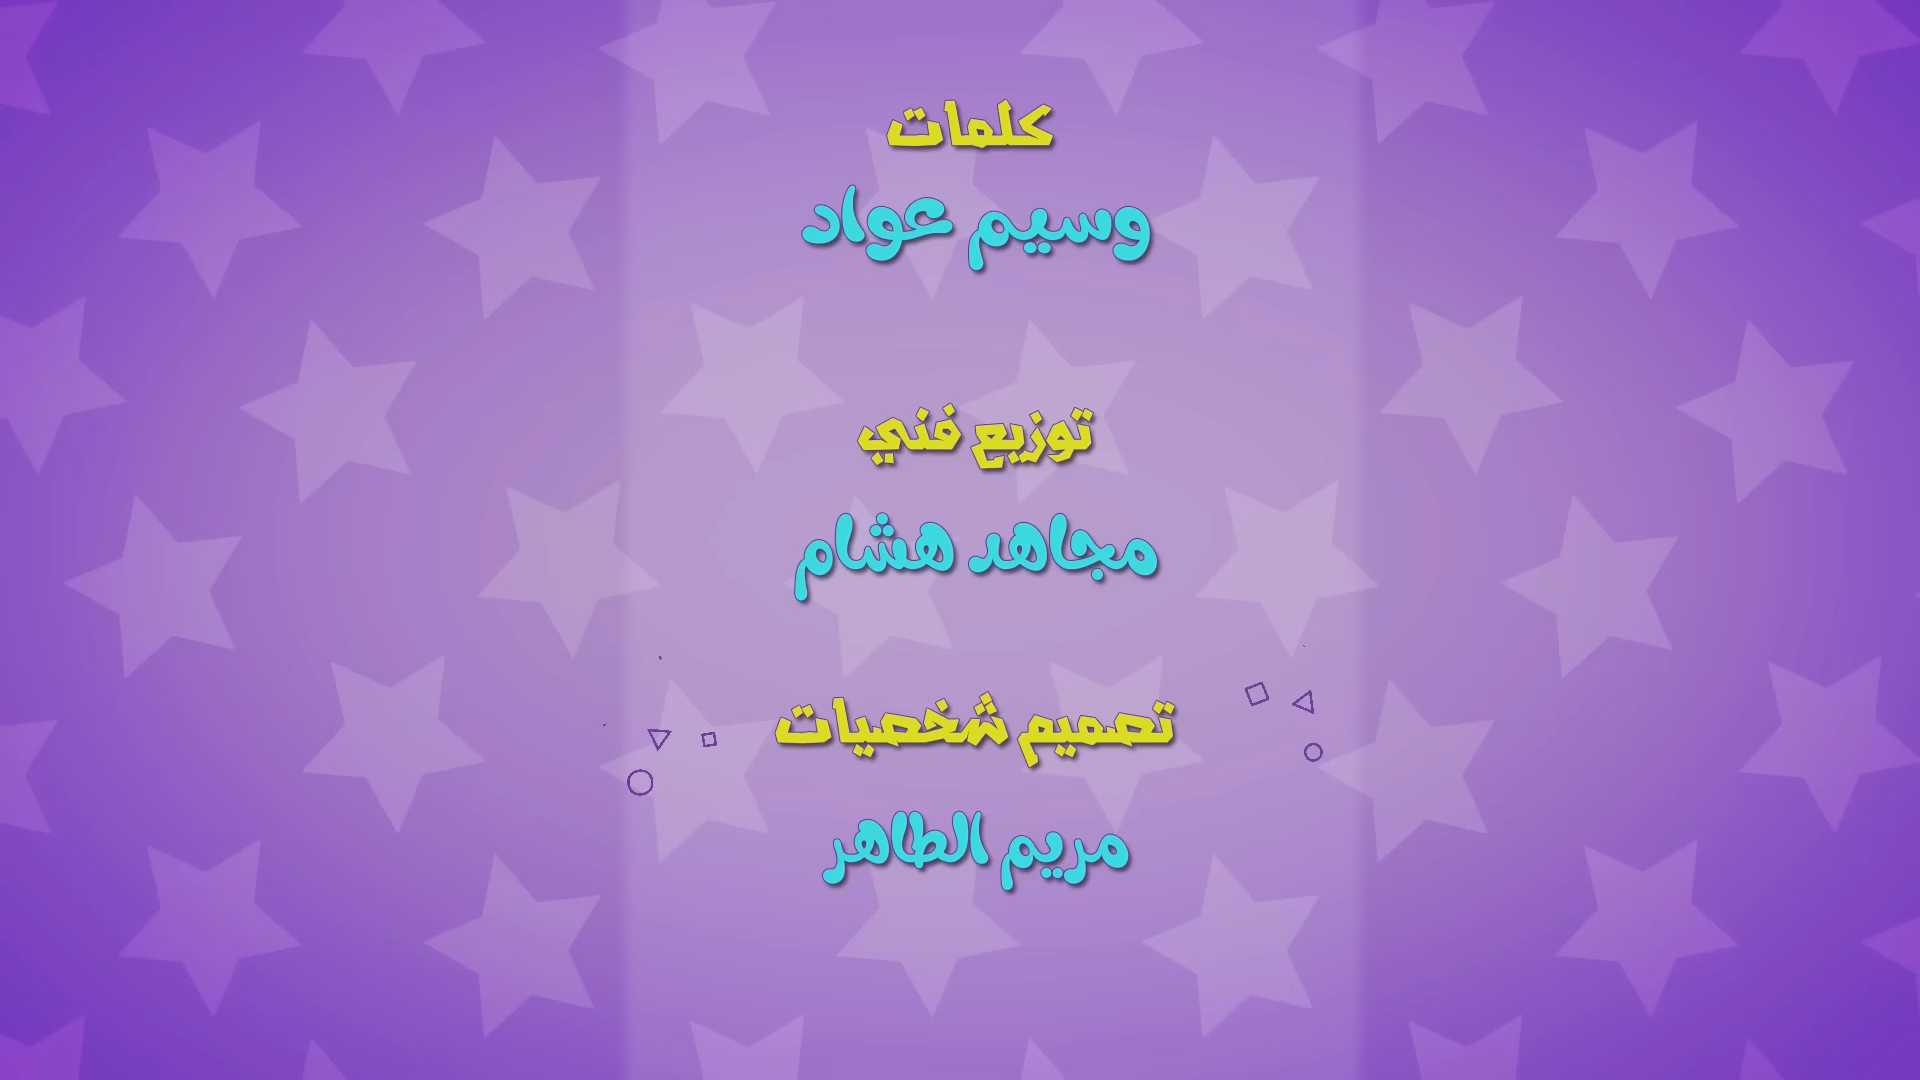 كلمات
وسيم عواد
توزيع فني
مجاهد هشام
تصميم شخصيات
مريم الطاهر